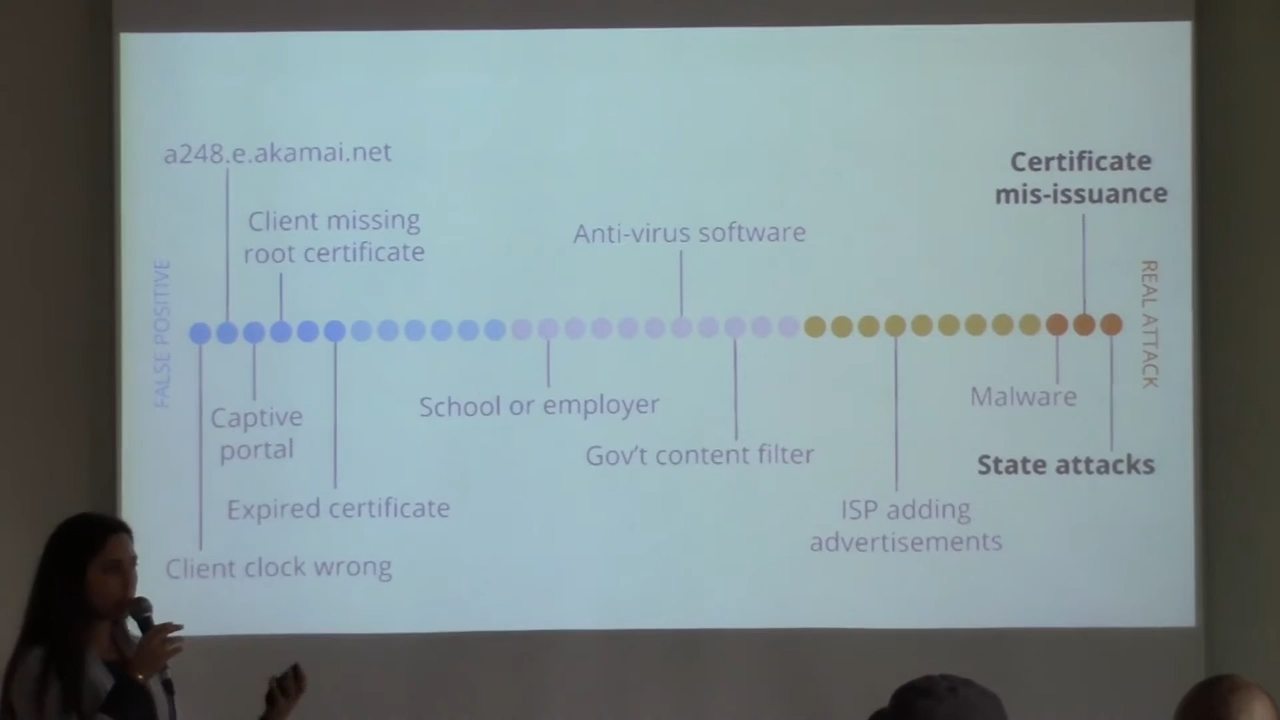 a248.e.akamai.net
Client missing
root certificate
Anti-virus software
Certificate
mis-issuance
FALSE POSITIVE
REAL ATTACK
Captive
portal
School or employer
Gov't content filter
Malware
State attacks
Expired certificate
ISP adding
advertisements
Client clock wrong